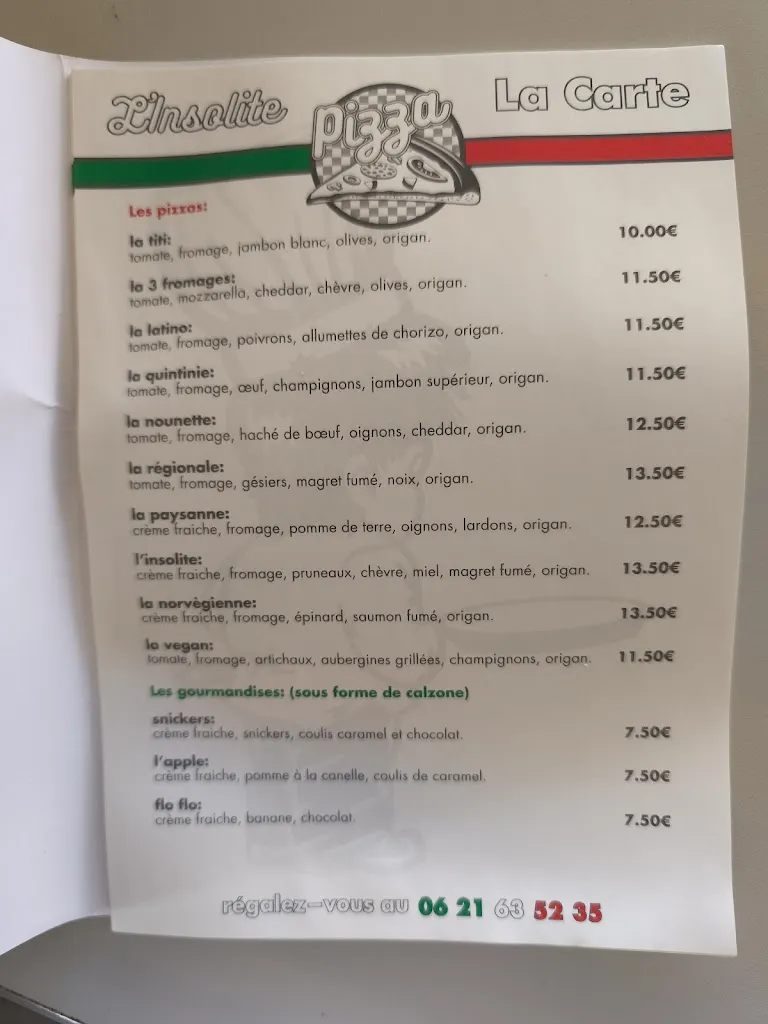 L'Insolite pizza La Carte
Les pizzas:
la titi: 10.00€
tomate, fromage, jambon blanc, olives, origan.
la 3 fromages: 11.50€
tomate, mozzarella, cheddar, chèvre, olives, origan.
la latino: 11.50€
tomate, fromage, poivrons, allumettes de chorizo, origan.
la quintinie: 11.50€
tomate, fromage, œuf, champignons, jambon supérieur, origan.
la nounette: 12.50€
tomate, fromage, haché de bœuf, oignons, cheddar, origan.
la régionale: 13.50€
tomate, fromage, gésiers, magret fumé, noix, origan.
la paysanne: 12.50€
crème fraiche, fromage, pomme de terre, oignons, lardons, origan.
l'insolite: 13.50€
crème fraiche, fromage, pruneaux, chèvre, miel, magret fumé, origan.
la norvègienne: 13.50€
crème fraiche, fromage, épinard, saumon fumé, origan.
la vegan: 11.50€
tomate, fromage, artichaux, aubergines grillées, champignons, origan.
Les gourmandises: (sous forme de calzone)
snickers: 7.50€
crème fraiche, snickers, coulis caramel et chocolat.
l'apple: 7.50€
crème fraiche, pomme à la canelle, coulis de caramel.
flo flo: 7.50€
crème fraiche, banane, chocolat.
régalez-vous au 06 21 63 52 35